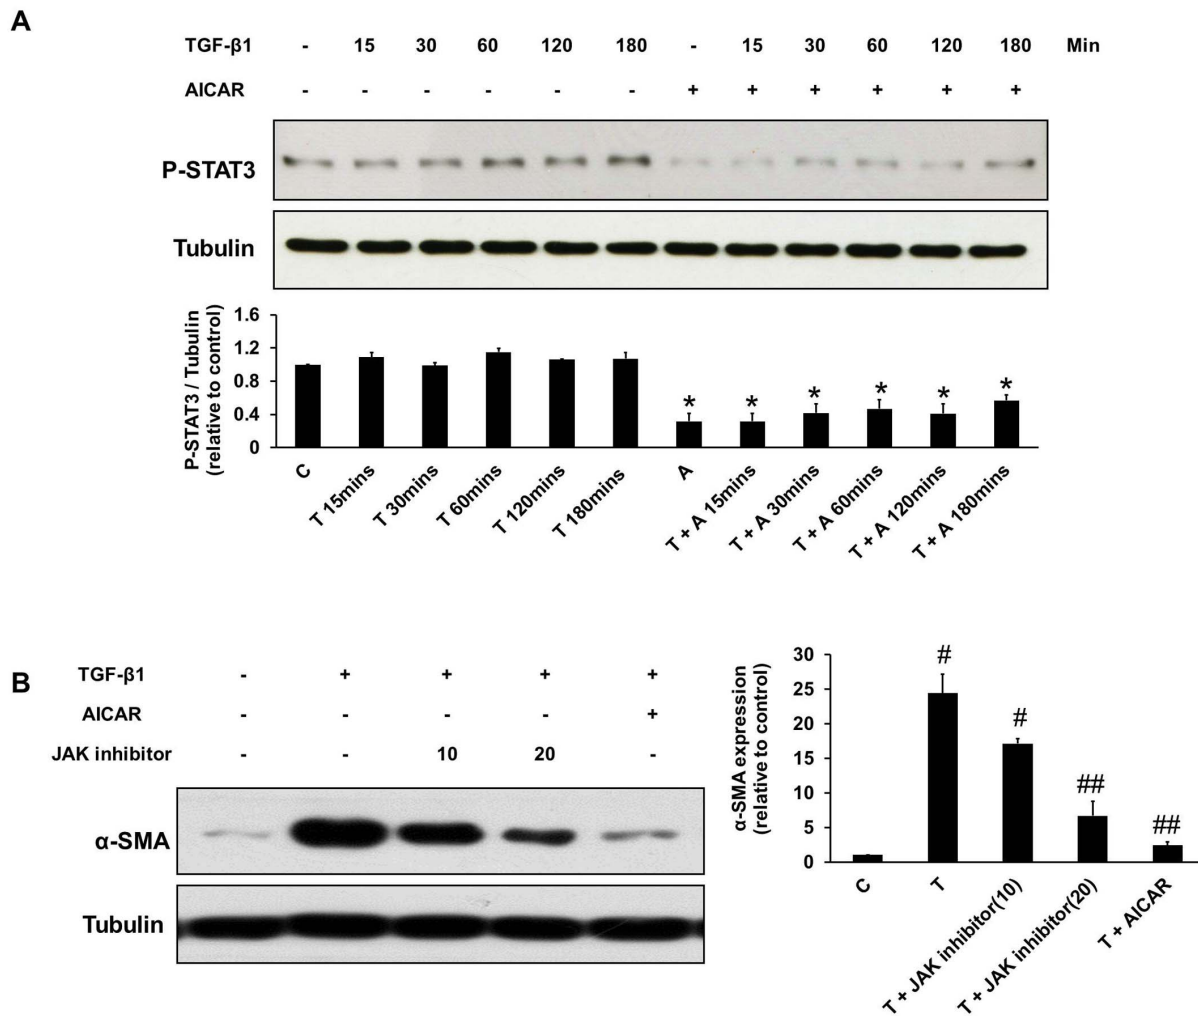 A
TGF-β1 - 15 30 60 120 180 - 15 30 60 120 180 Min
AICAR - - - - - - + + + + + +
P-STAT3
Tubulin
P-STAT3 / Tubulin
(relative to control)
1.6
1.2
0.8
0.4
0
* * * * * *
C
T 15mins
T 30mins
T 60mins
T 120mins
T 180mins
A
T + A 15mins
T + A 30mins
T + A 60mins
T + A 120mins
T + A 180mins
B
TGF-β1 - + + + +
AICAR - - - - +
JAK inhibitor - - 10 20 -
α-SMA
Tubulin
α-SMA expression
(relative to control)
30
25
20
15
10
5
0
# # ## ##
C
T
T + JAK inhibitor(10)
T + JAK inhibitor(20)
T + AICAR